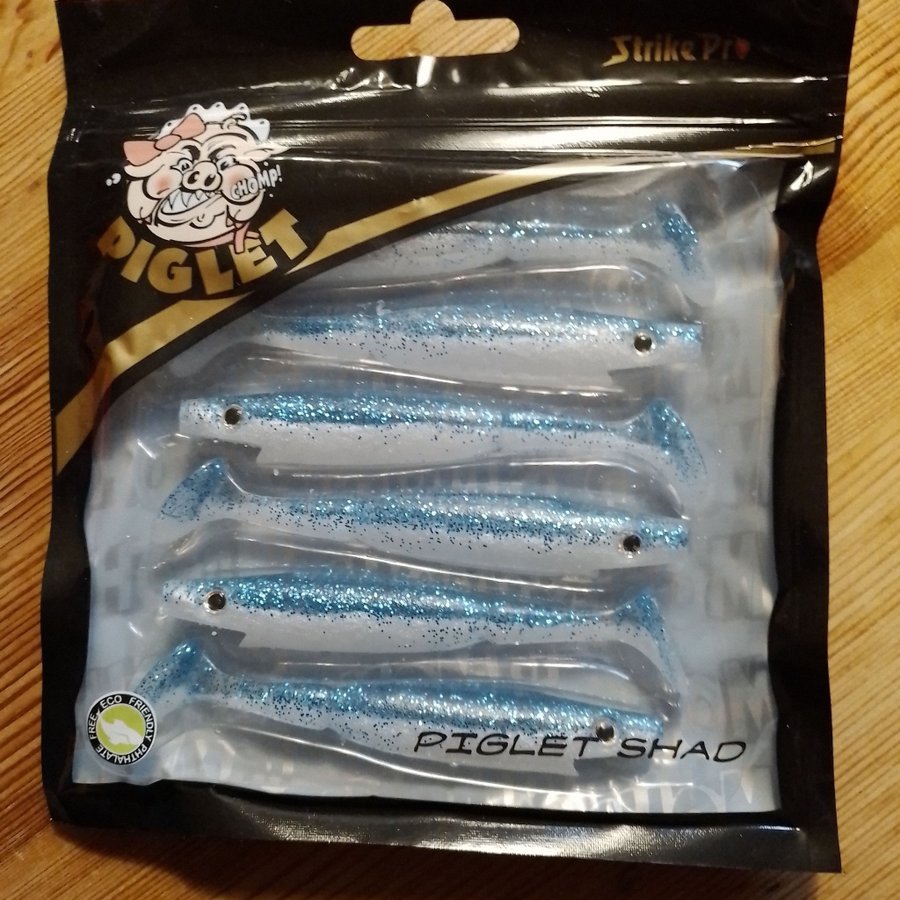 Strike Pro
CHOMP!
PIGLET
FREE ECO FRIENDLY PHTHALATE
PIGLET SHAD